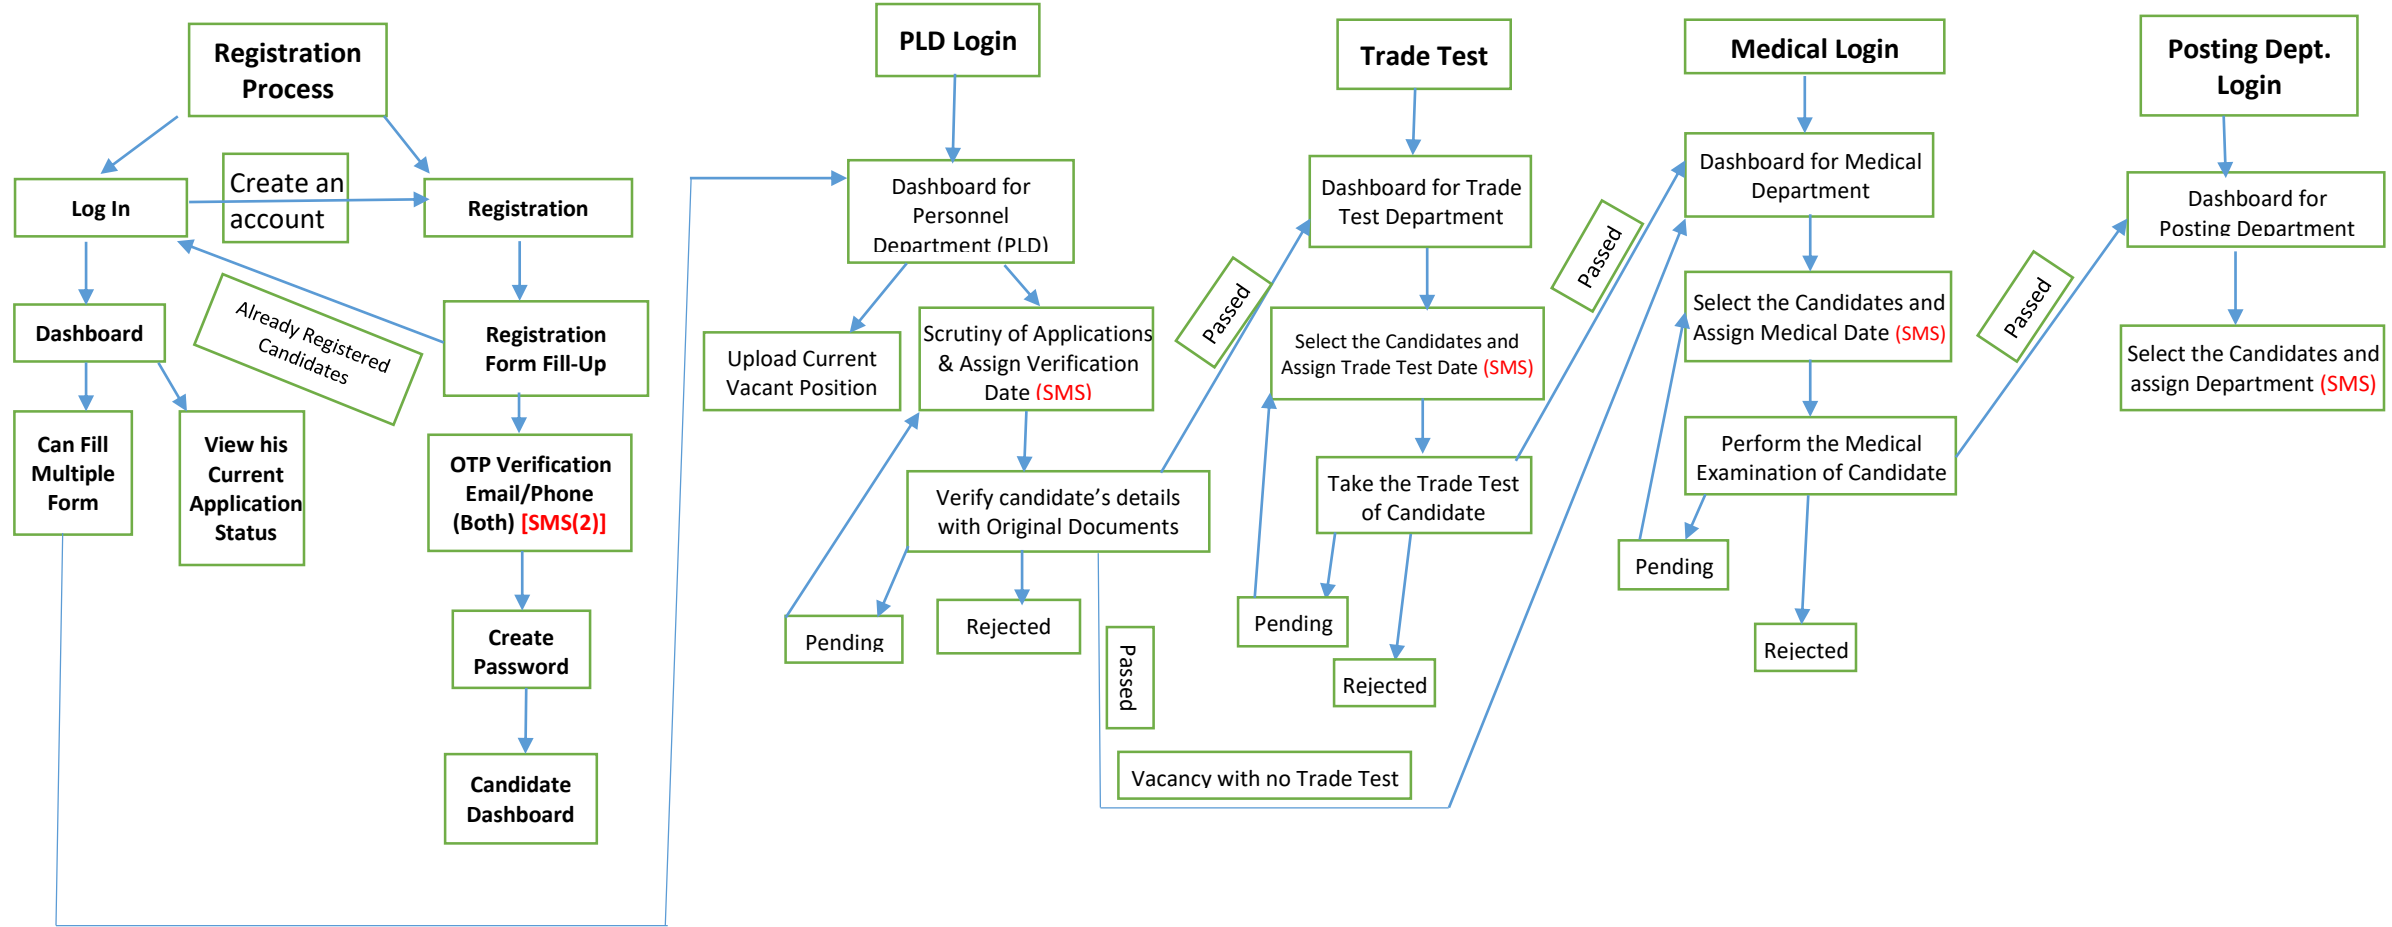 Registration
Process
Log In
Create an
account
Registration
Already Registered
Candidates
Dashboard
Registration
Form Fill-Up
Can Fill
Multiple
Form
View his
Current
Application
Status
OTP Verification
Email/Phone
(Both) [SMS(2)]
Create
Password
Candidate
Dashboard
PLD Login
Dashboard for
Personnel
Department (PLD)
Upload Current
Vacant Position
Scrutiny of Applications
& Assign Verification
Date (SMS)
Verify candidate’s details
with Original Documents
Pending
Rejected
Passed
Passed
Vacancy with no Trade Test
Trade Test
Dashboard for Trade
Test Department
Select the Candidates and
Assign Trade Test Date (SMS)
Take the Trade Test
of Candidate
Pending
Rejected
Passed
Medical Login
Dashboard for Medical
Department
Select the Candidates and
Assign Medical Date (SMS)
Perform the Medical
Examination of Candidate
Pending
Rejected
Passed
Posting Dept.
Login
Dashboard for
Posting Department
Select the Candidates and
assign Department (SMS)